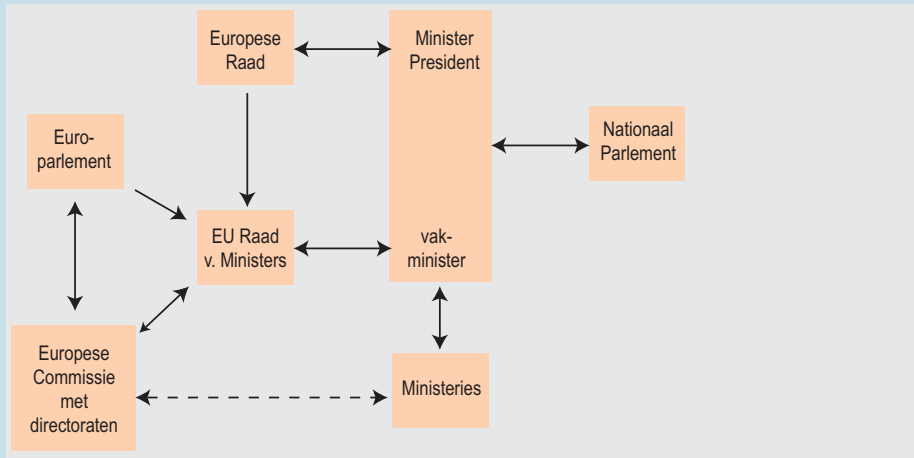 Europese
Raad
Minister
President
Nationaal
Parlement
Euro-
parlement
EU Raad
v. Ministers
vak-
minister
Europese
Commissie
met
directoraten
Ministeries